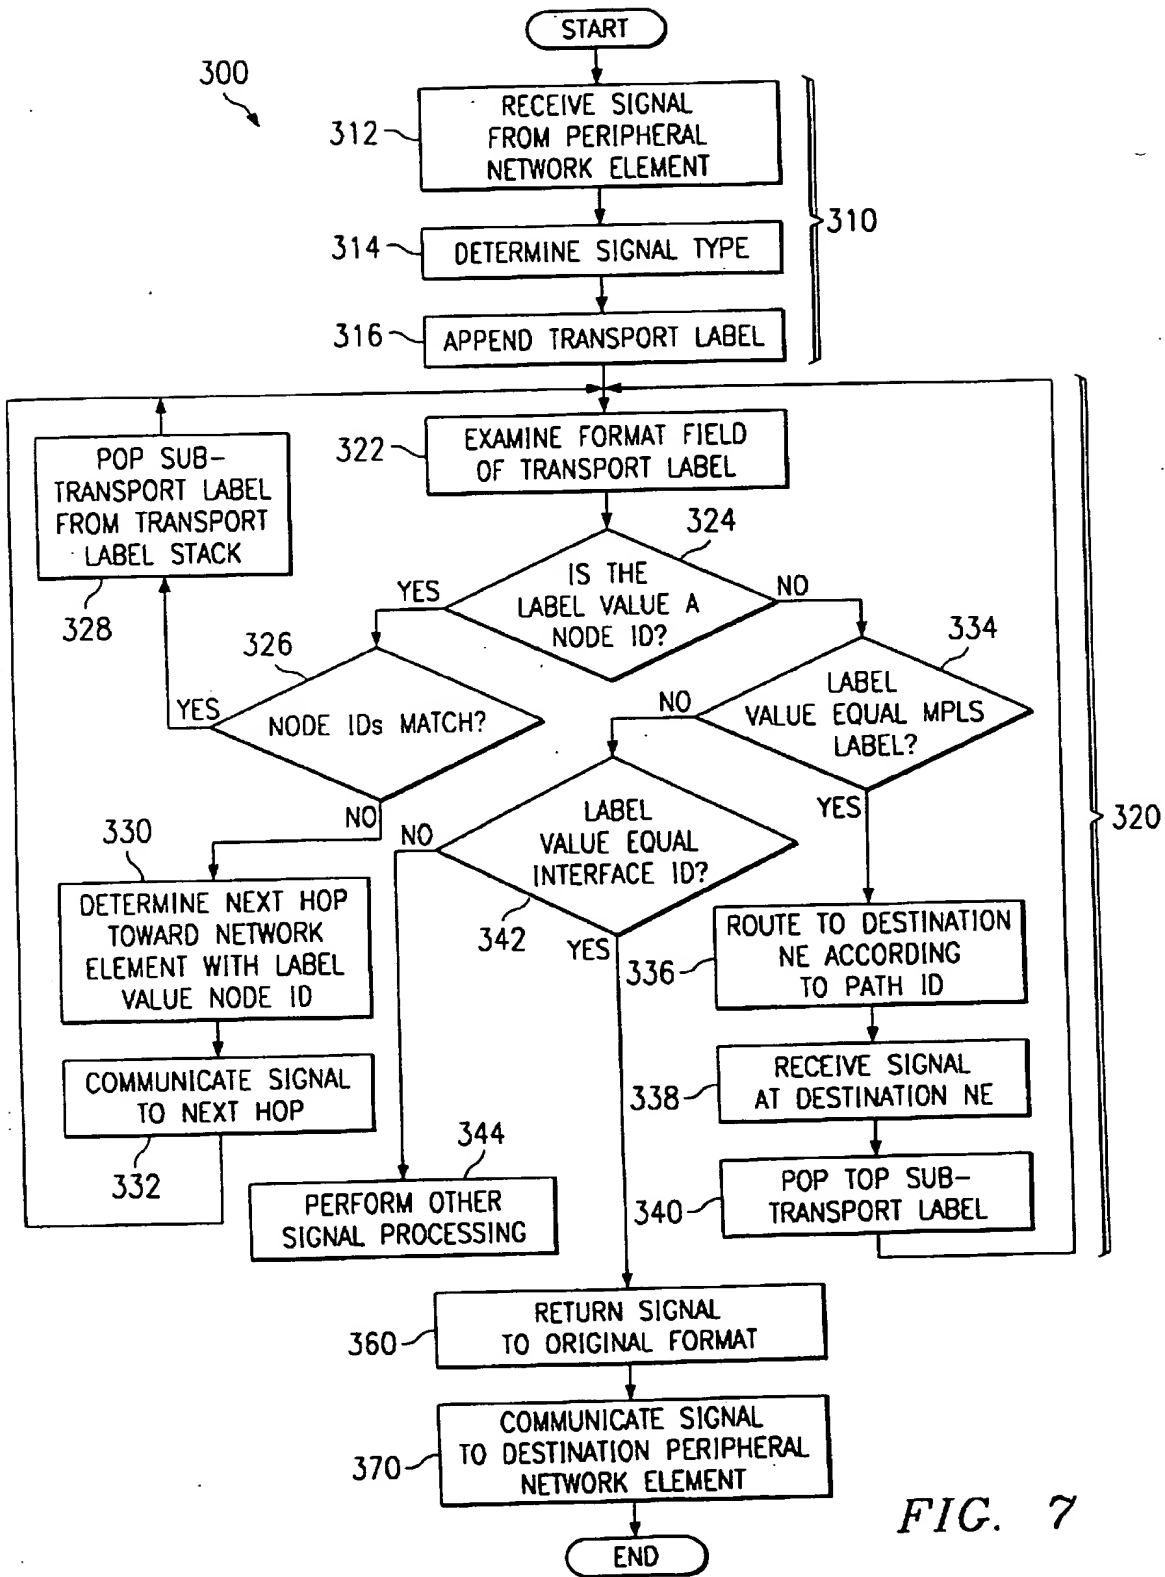 START
300
312
RECEIVE SIGNAL
FROM PERIPHERAL
NETWORK ELEMENT
310
314
DETERMINE SIGNAL TYPE
316
APPEND TRANSPORT LABEL
322
EXAMINE FORMAT FIELD
OF TRANSPORT LABEL
POP SUB-
TRANSPORT LABEL
FROM TRANSPORT
LABEL STACK
328
324
YES
IS THE
LABEL VALUE A
NODE ID?
NO
326
YES
NODE IDs MATCH?
NO
334
NO
LABEL
VALUE EQUAL MPLS
LABEL?
YES
320
330
DETERMINE NEXT HOP
TOWARD NETWORK
ELEMENT WITH LABEL
VALUE NODE ID
NO
LABEL
VALUE EQUAL
INTERFACE ID?
342
YES
336
ROUTE TO DESTINATION
NE ACCORDING
TO PATH ID
COMMUNICATE SIGNAL
TO NEXT HOP
332
338
RECEIVE SIGNAL
AT DESTINATION NE
344
PERFORM OTHER
SIGNAL PROCESSING
340
POP TOP SUB-
TRANSPORT LABEL
360
RETURN SIGNAL
TO ORIGINAL FORMAT
370
COMMUNICATE SIGNAL
TO DESTINATION PERIPHERAL
NETWORK ELEMENT
END
FIG. 7